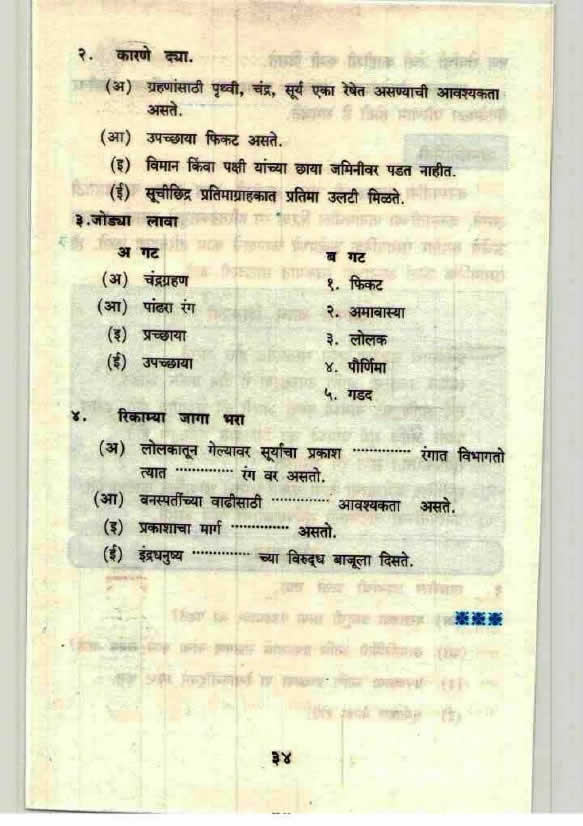 २. कारणे द्या.
(अ) ग्रहणांसाठी पृथ्वी, चंद्र, सूर्य एका रेषेत असण्याची आवश्यकता
असते.
(आ) उपच्छाया फिकट असते.
(इ) विमान किंवा पक्षी यांच्या छाया जमिनीवर पडत नाहीत.
(ई) सूचीछिद्र प्रतिमाग्राहकात प्रतिमा उलटी मिळते.
३.जोड्या लावा
अ गट ब गट
(अ) चंद्रग्रहण १. फिकट
(आ) पांढरा रंग २. अमावास्या
(इ) प्रच्छाया ३. लोलक
(ई) उपच्छाया ४. पौर्णिमा
५. गडद
४. रिकाम्या जागा भरा
(अ) लोलकातून गेल्यावर सूर्याचा प्रकाश ............... रंगात विभागतो
त्यात ............... रंग वर असतो.
(आ) वनस्पतींच्या वाढीसाठी ............... आवश्यकता असते.
(इ) प्रकाशाचा मार्ग ............... असतो.
(ई) इंद्रधनुष्य ............... च्या विरुद्ध बाजूला दिसते.
३४